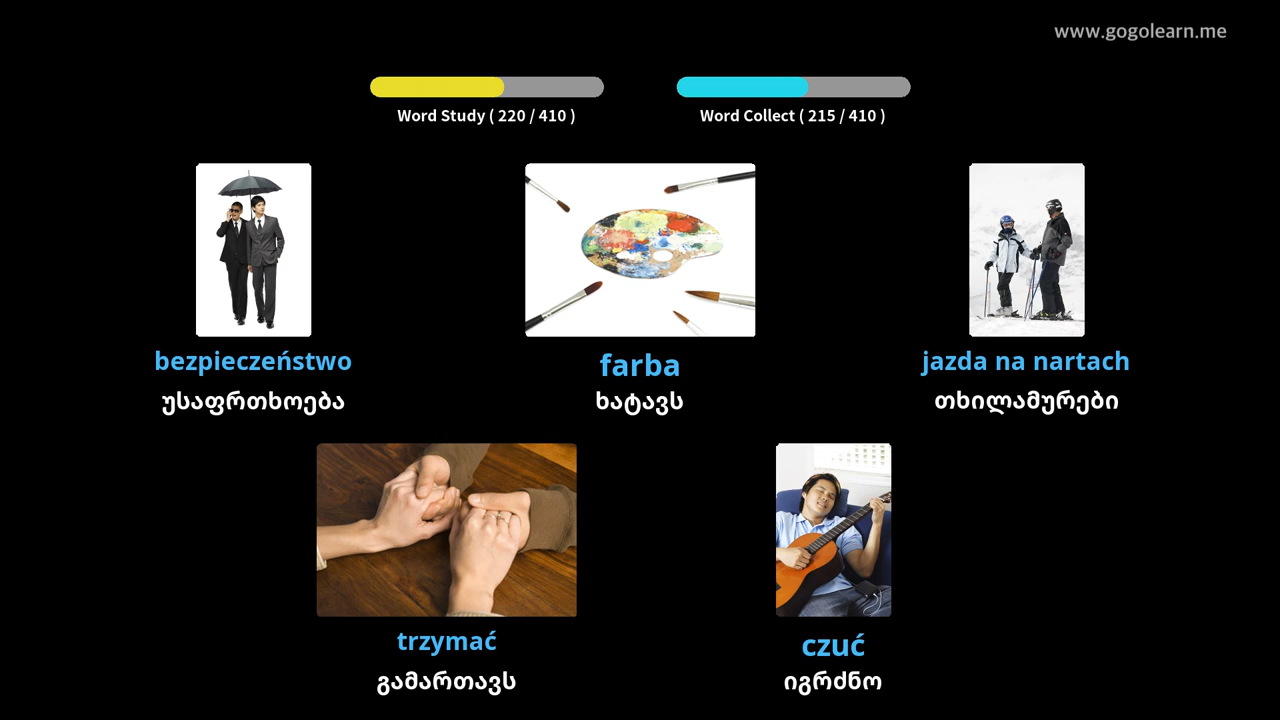 www.gogolearn.me
Word Study ( 220 / 410 )
Word Collect ( 215 / 410 )
bezpieczeństwo
უსაფრთხოება
farba
ხატავს
jazda na nartach
თხილამურები
trzymać
გამართავს
czuć
იგრძნო